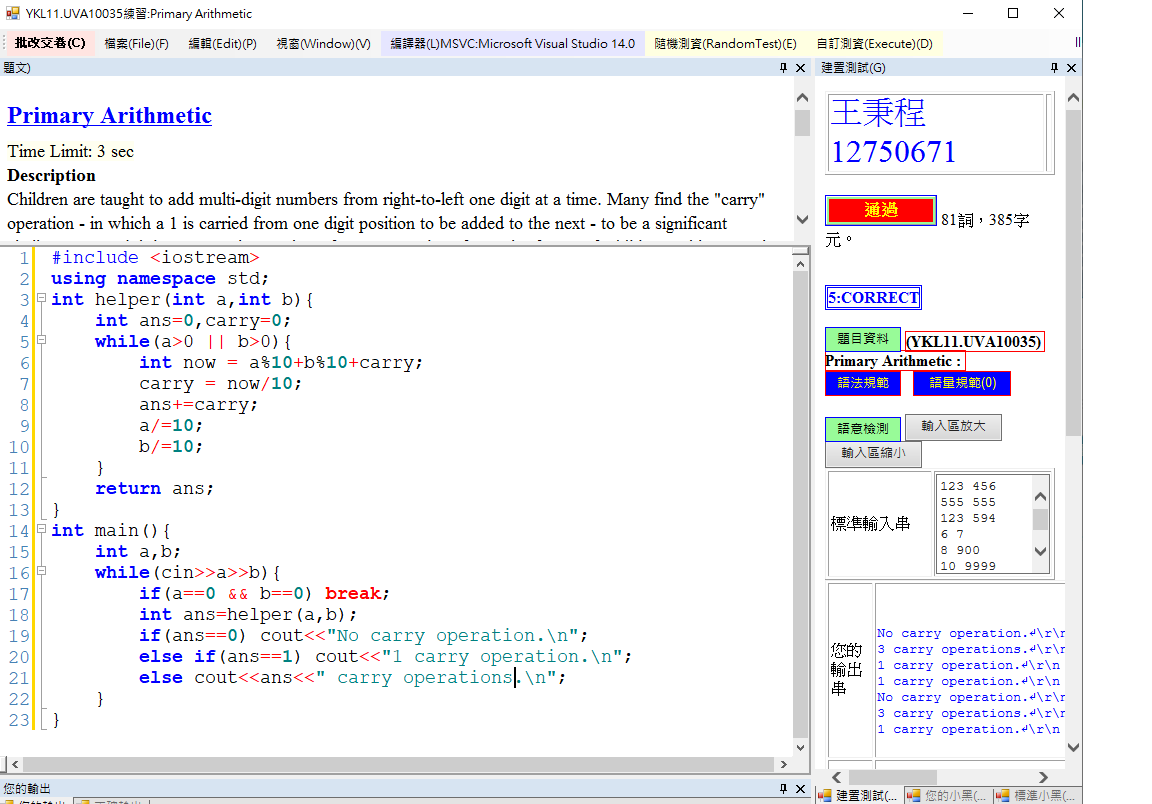 YKL11.UVA10035練習:Primary Arithmetic
批改交卷(C) 檔案(File)(F) 編輯(Edit)(P) 視窗(Window)(V) 編譯器(L)MSVC:Microsoft Visual Studio 14.0 隨機測資(RandomTest)(E) 自訂測資(Execute)(D)
題文)
Primary Arithmetic
Time Limit: 3 sec
Description
Children are taught to add multi-digit numbers from right-to-left one digit at a time. Many find the "carry"
operation - in which a 1 is carried from one digit position to be added to the next - to be a significant
1 #include <iostream>
2 using namespace std;
3 int helper(int a,int b){
4 int ans=0,carry=0;
5 while(a>0 || b>0){
6 int now = a%10+b%10+carry;
7 carry = now/10;
8 ans+=carry;
9 a/=10;
10 b/=10;
11 }
12 return ans;
13 }
14 int main(){
15 int a,b;
16 while(cin>>a>>b){
17 if(a==0 && b==0) break;
18 int ans=helper(a,b);
19 if(ans==0) cout<<"No carry operation.\n";
20 else if(ans==1) cout<<"1 carry operation.\n";
21 else cout<<ans<<" carry operations.\n";
22 }
23 }
您的輸出
建置測試(G)
王秉程
12750671
通過 81詞，385字
元。
5:CORRECT
題目資料 (YKL11.UVA10035)
Primary Arithmetic :
語法規範 語量規範(0)
語意檢測 輸入區放大
輸入區縮小
標準輸入串
123 456
555 555
123 594
6 7
8 900
10 9999
您的
輸出
串
No carry operation.↲\r\n
3 carry operations.↲\r\n
1 carry operation.↲\r\n
1 carry operation.↲\r\n
No carry operation.↲\r\n
3 carry operations.↲\r\n
1 carry operation.↲\r\n
建置測試(... 您的小黑(... 標準小黑(...